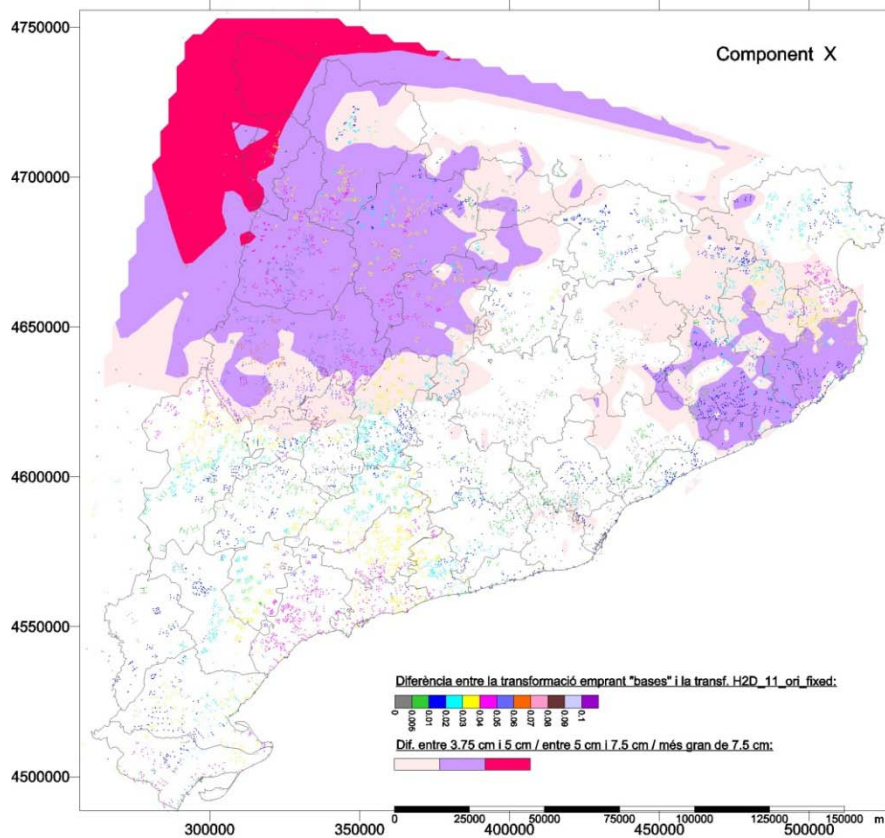 4750000
Component X
4700000
4650000
4600000
4550000
4500000
Diferència entre la transformació emprant "bases" i la transf. H2D_11_ori_fixed:
0 0.005 0.01 0.02 0.03 0.04 0.05 0.06 0.07 0.08 0.09 0.1
Dif. entre 3.75 cm i 5 cm / entre 5 cm i 7.5 cm / més gran de 7.5 cm:
0 25000 50000 75000 100000 125000 150000 m
300000 350000 400000 450000 500000